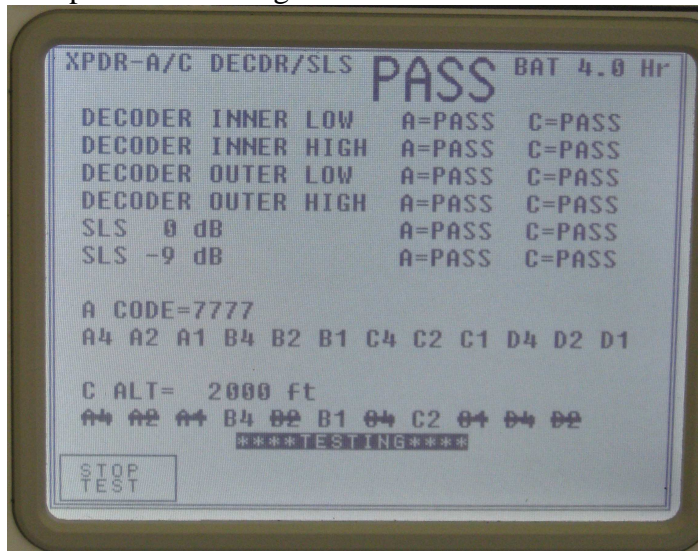 XPDR-A/C DECDR/SLS PASS BAT 4.0 Hr
DECODER INNER LOW A=PASS C=PASS
DECODER INNER HIGH A=PASS C=PASS
DECODER OUTER LOW A=PASS C=PASS
DECODER OUTER HIGH A=PASS C=PASS
SLS 0 dB A=PASS C=PASS
SLS -9 dB A=PASS C=PASS
A CODE=7777
A4 A2 A1 B4 B2 B1 C4 C2 C1 D4 D2 D1
C ALT= 2000 ft
A4 A2 A1 B4 B2 B1 C4 C2 C1 D4 D2
****TESTING****
STOP
TEST